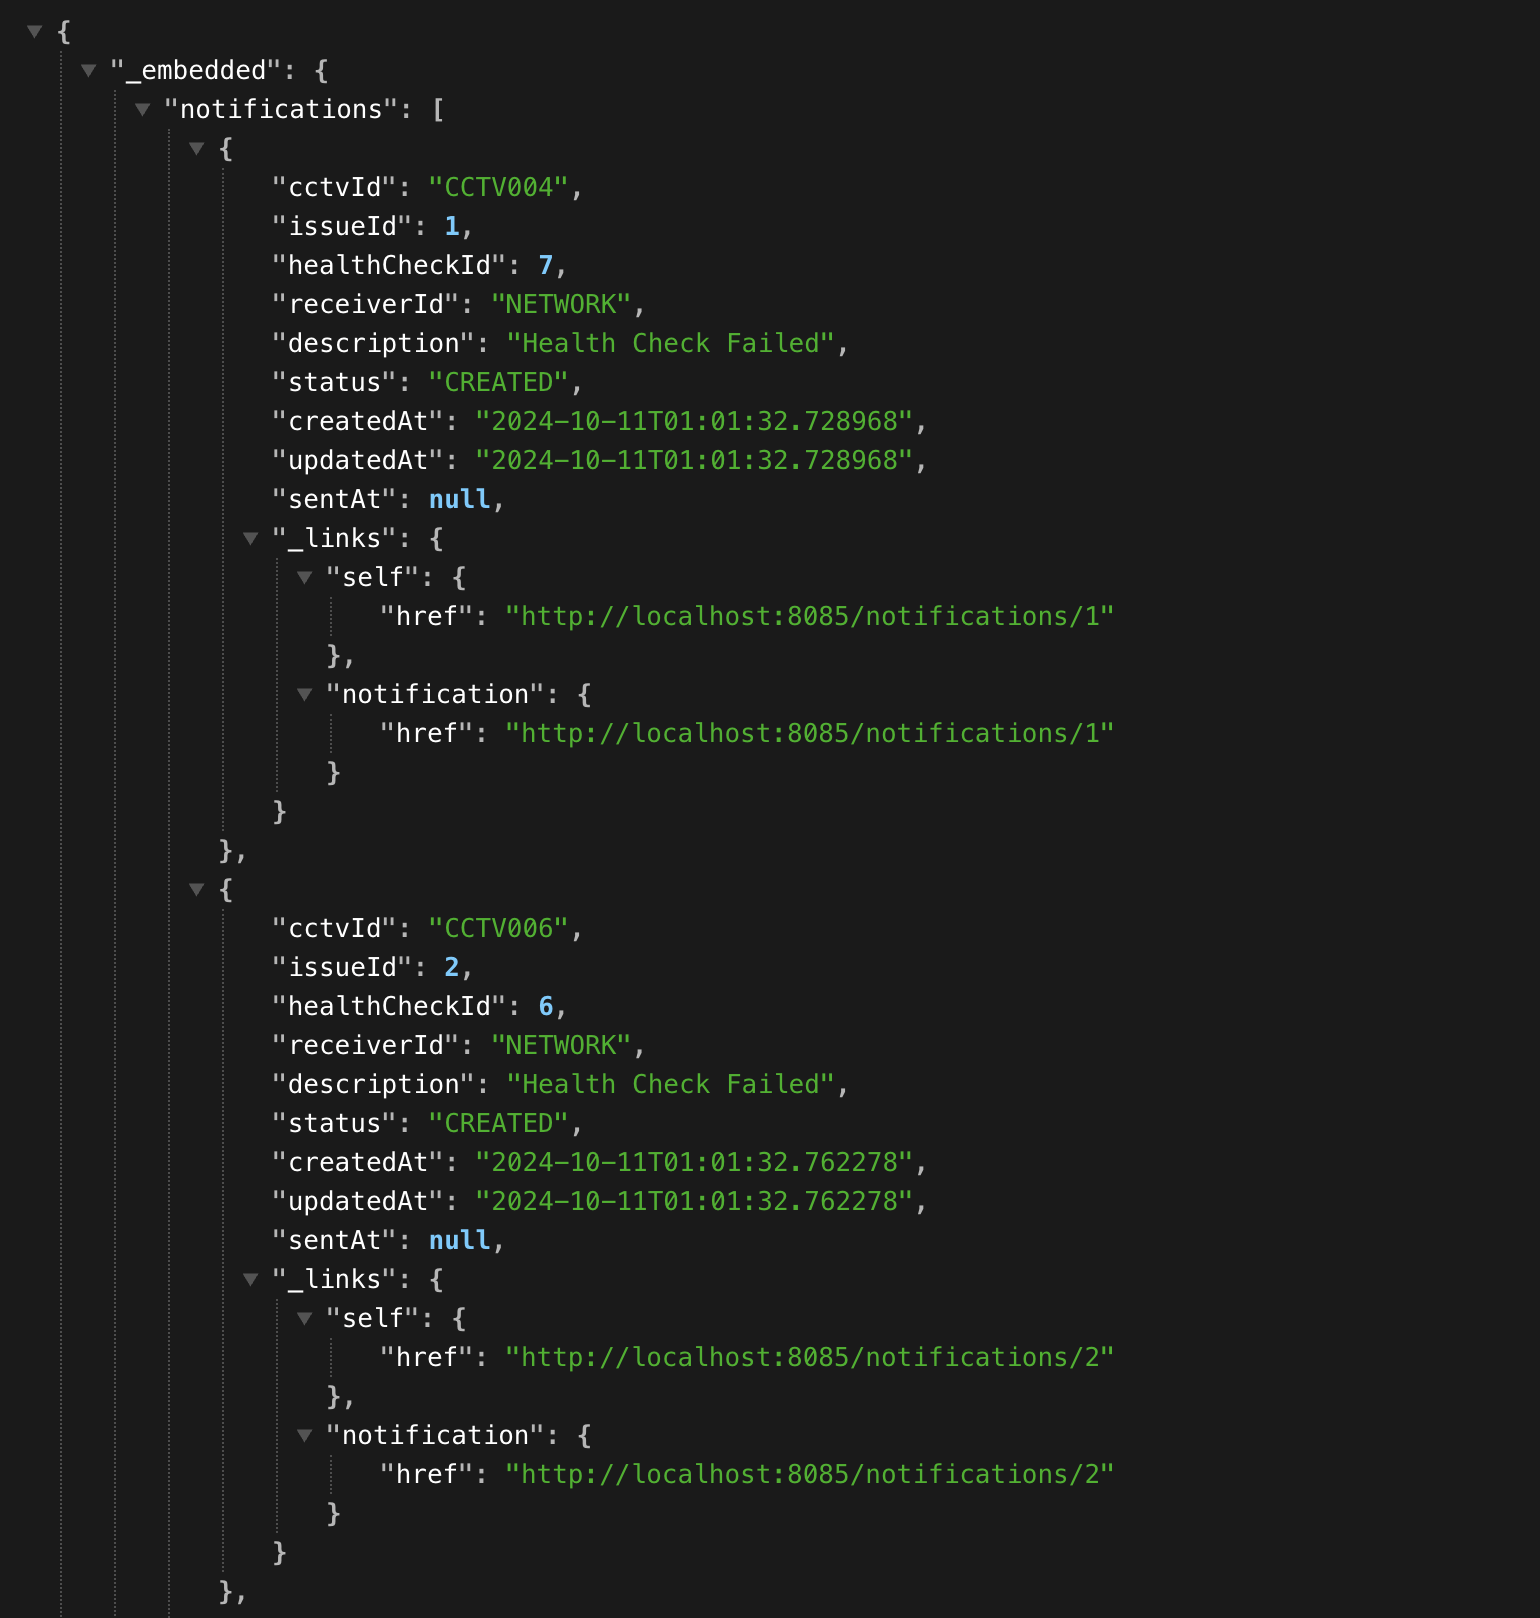 {
"_embedded": {
"notifications": [
{
"cctvId": "CCTV004",
"issueId": 1,
"healthCheckId": 7,
"receiverId": "NETWORK",
"description": "Health Check Failed",
"status": "CREATED",
"createdAt": "2024-10-11T01:01:32.728968",
"updatedAt": "2024-10-11T01:01:32.728968",
"sentAt": null,
"_links": {
"self": {
"href": "http://localhost:8085/notifications/1"
},
"notification": {
"href": "http://localhost:8085/notifications/1"
}
}
},
{
"cctvId": "CCTV006",
"issueId": 2,
"healthCheckId": 6,
"receiverId": "NETWORK",
"description": "Health Check Failed",
"status": "CREATED",
"createdAt": "2024-10-11T01:01:32.762278",
"updatedAt": "2024-10-11T01:01:32.762278",
"sentAt": null,
"_links": {
"self": {
"href": "http://localhost:8085/notifications/2"
},
"notification": {
"href": "http://localhost:8085/notifications/2"
}
}
},